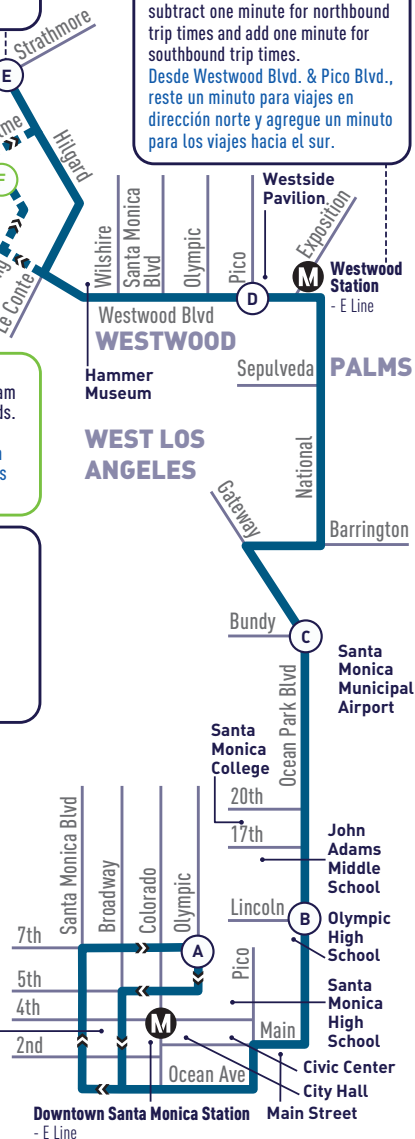 subtract one minute for northbound
trip times and add one minute for
southbound trip times.
Desde Westwood Blvd. & Pico Blvd.,
reste un minuto para viajes en
dirección norte y agregue un minuto
para los viajes hacia el sur.
Strathmore
E
Hilgard
F
Le Conte
Wilshire
Santa Monica
Blvd
Olympic
Pico
Westside
Pavilion
Exposition
M
Westwood
Station
- E Line
D
Westwood Blvd
WESTWOOD
Hammer
Museum
Sepulveda
PALMS
WEST LOS
ANGELES
National
Gateway
Barrington
Bundy
C
Santa
Monica
Municipal
Airport
Ocean Park Blvd
Santa
Monica
College
20th
17th
John
Adams
Middle
School
Lincoln
B
Olympic
High
School
Santa Monica Blvd
Broadway
Colorado
Olympic
7th
A
Pico
5th
4th
M
2nd
Santa
Monica
High
School
Main
Civic Center
City Hall
Ocean Ave
Main Street
Downtown Santa Monica Station
- E Line